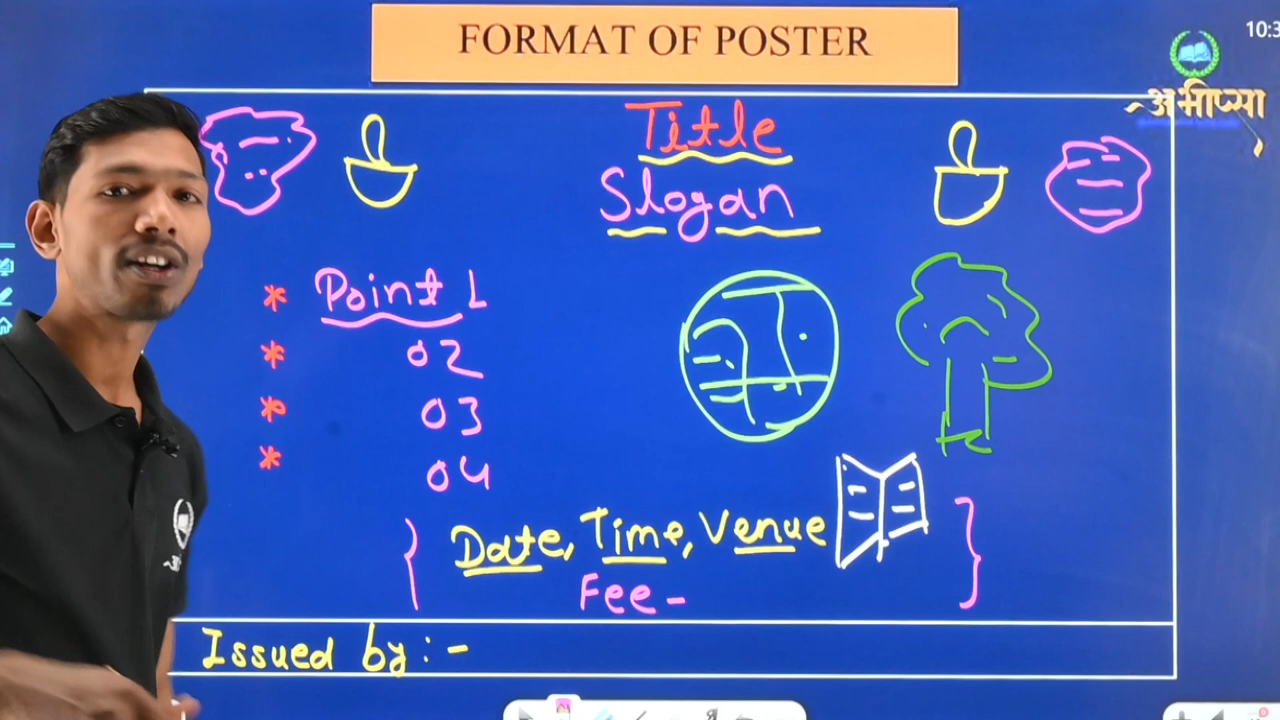 FORMAT OF POSTER
10:3
अभीप्सा
Title
Slogan
* Point 1
* 02
* 03
* 04
{ Date, Time, Venue }
Fee -
Issued by : -